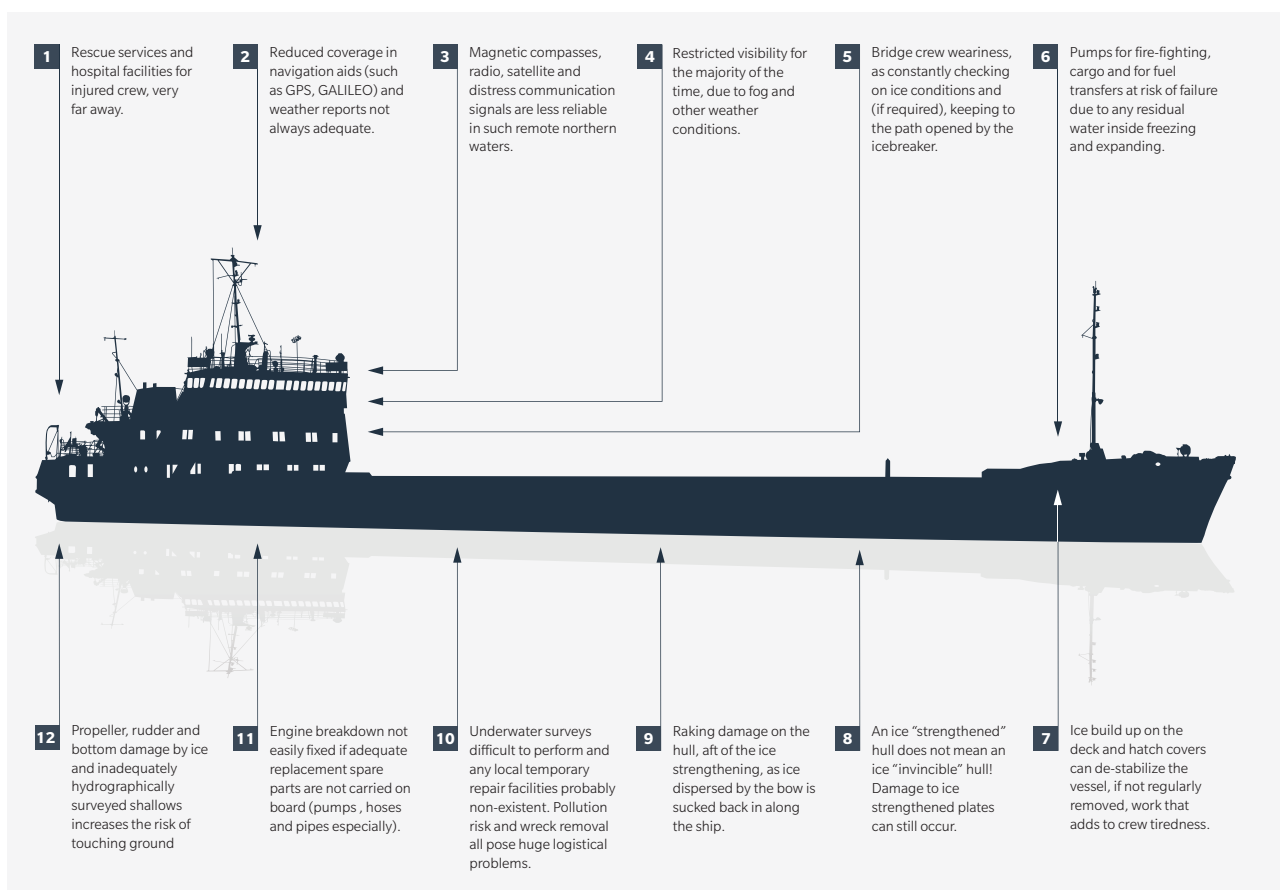 1
Rescue services and
hospital facilities for
injured crew, very
far away.
2
Reduced coverage in
navigation aids (such
as GPS, GALILEO) and
weather reports not
always adequate.
3
Magnetic compasses,
radio, satellite and
distress communication
signals are less reliable
in such remote northern
waters.
4
Restricted visibility for
the majority of the
time, due to fog and
other weather
conditions.
5
Bridge crew weariness,
as constantly checking
on ice conditions and
(if required), keeping to
the path opened by the
icebreaker.
6
Pumps for fire-fighting,
cargo and for fuel
transfers at risk of failure
due to any residual
water inside freezing
and expanding.
12
Propeller, rudder and
bottom damage by ice
and inadequately
hydrographically
surveyed shallows
increases the risk of
touching ground
11
Engine breakdown not
easily fixed if adequate
replacement spare
parts are not carried on
board (pumps , hoses
and pipes especially).
10
Underwater surveys
difficult to perform and
any local temporary
repair facilities probably
non-existent. Pollution
risk and wreck removal
all pose huge logistical
problems.
9
Raking damage on the
hull, aft of the ice
strengthening, as ice
dispersed by the bow is
sucked back in along
the ship.
8
An ice “strengthened”
hull does not mean an
ice “invincible” hull!
Damage to ice
strengthened plates
can still occur.
7
Ice build up on the
deck and hatch covers
can de-stabilize the
vessel, if not regularly
removed, work that
adds to crew tiredness.